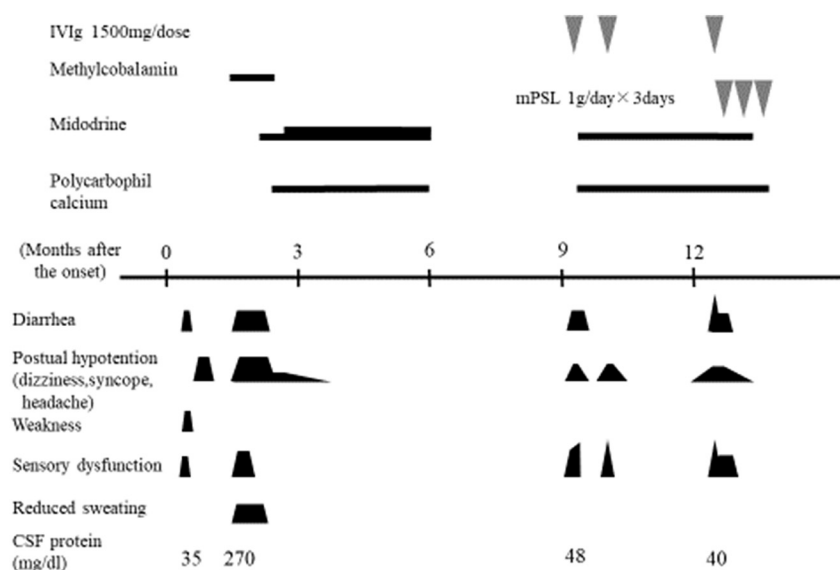 IVIg 1500mg/dose
Methylcobalamin
mPSL 1g/day×3days
Midodrine
Polycarbophil
calcium
(Months after
the onset)
0 3 6 9 12
Diarrhea
Postual hypotention
(dizziness,syncope,
headache)
Weakness
Sensory dysfunction
Reduced sweating
CSF protein
(mg/dl)
35 270 48 40